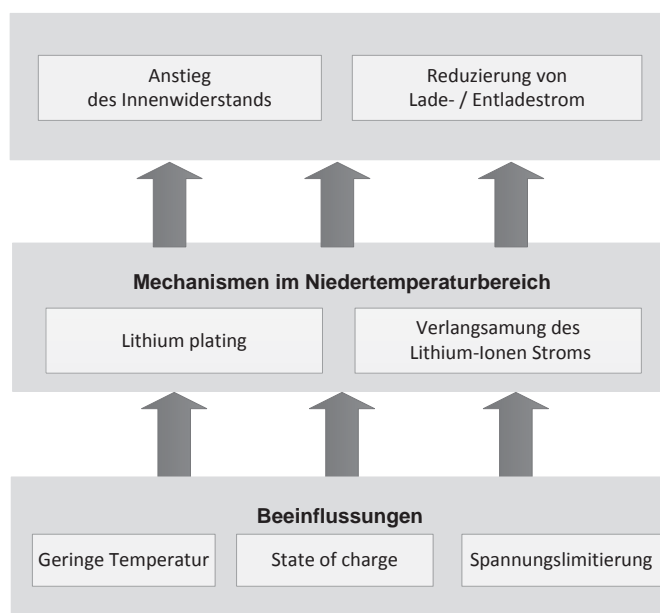 Anstieg
des Innenwiderstands
Reduzierung von
Lade- / Entladestrom
Mechanismen im Niedertemperaturbereich
Lithium plating
Verlangsamung des
Lithium-Ionen Stroms
Beeinflussungen
Geringe Temperatur
State of charge
Spannungslimitierung